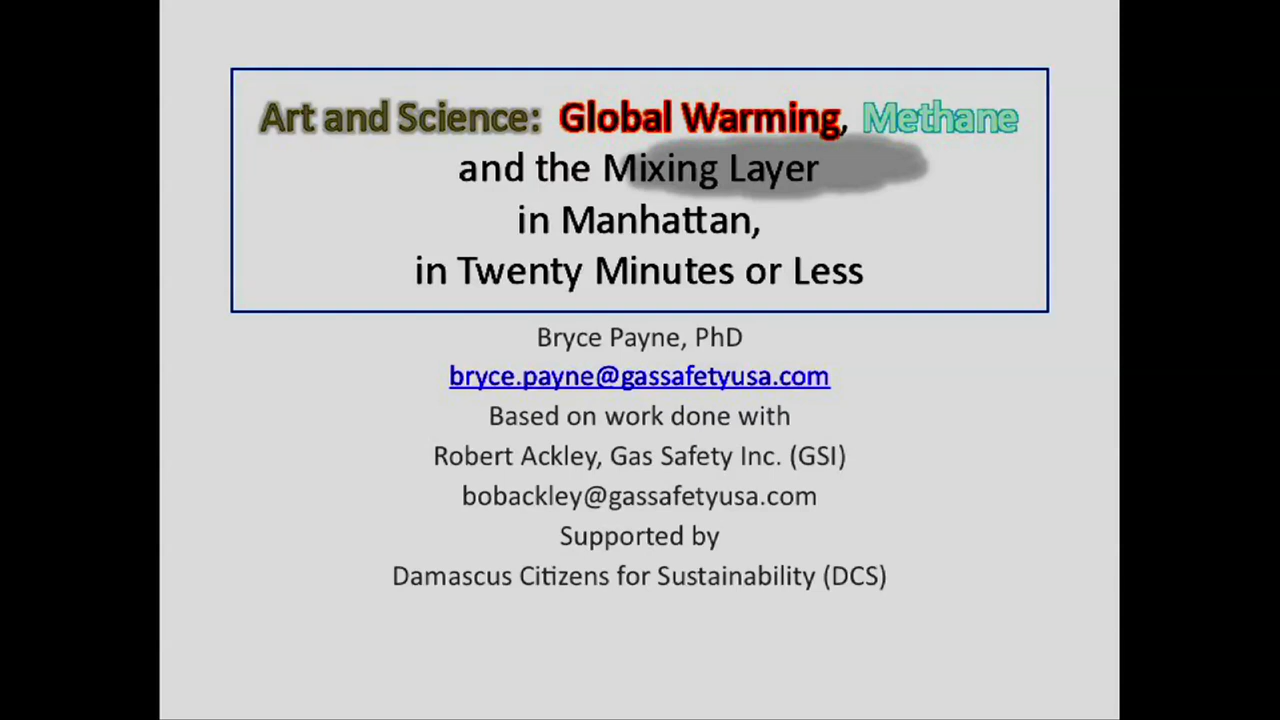 Art and Science: Global Warming, Methane
and the Mixing Layer
in Manhattan,
in Twenty Minutes or Less
Bryce Payne, PhD
bryce.payne@gassafetyusa.com
Based on work done with
Robert Ackley, Gas Safety Inc. (GSI)
bobackley@gassafetyusa.com
Supported by
Damascus Citizens for Sustainability (DCS)